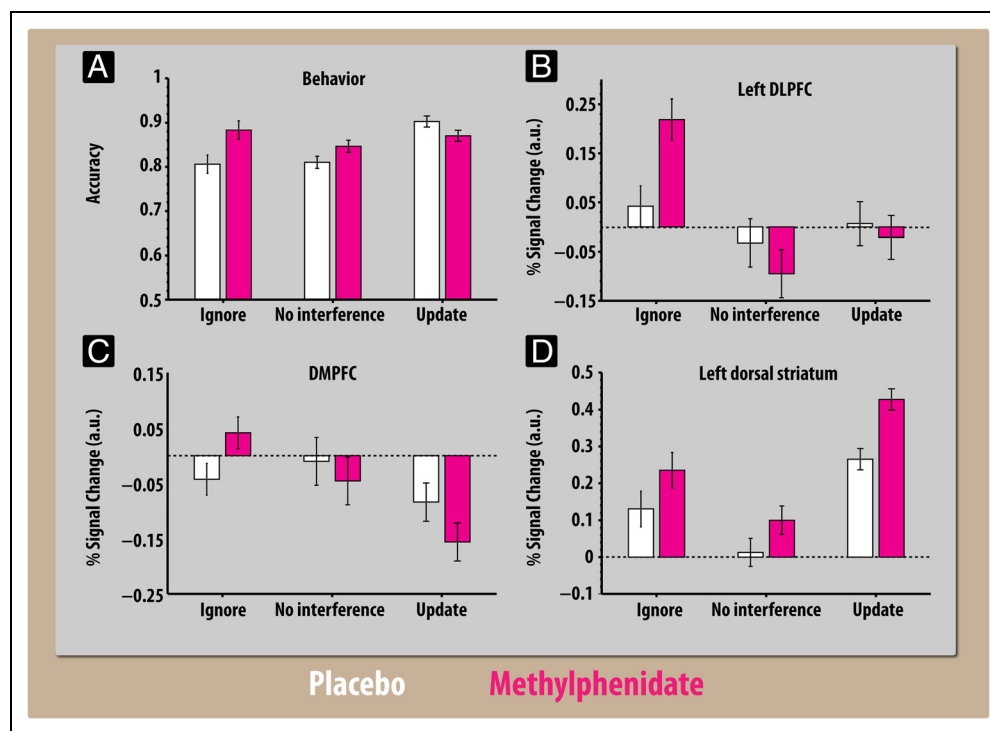 A
Behavior
Accuracy
1
0.9
0.8
0.7
0.6
0.5
Ignore
No interference
Update
B
Left DLPFC
% Signal Change (a.u.)
0.25
0.15
0.05
−0.05
−0.15
Ignore
No interference
Update
C
DMPFC
% Signal Change (a.u.)
0.15
0.05
−0.05
−0.15
−0.25
Ignore
No interference
Update
D
Left dorsal striatum
% Signal Change (a.u.)
0.5
0.4
0.3
0.2
0.1
0
−0.1
Ignore
No interference
Update
Placebo
Methylphenidate